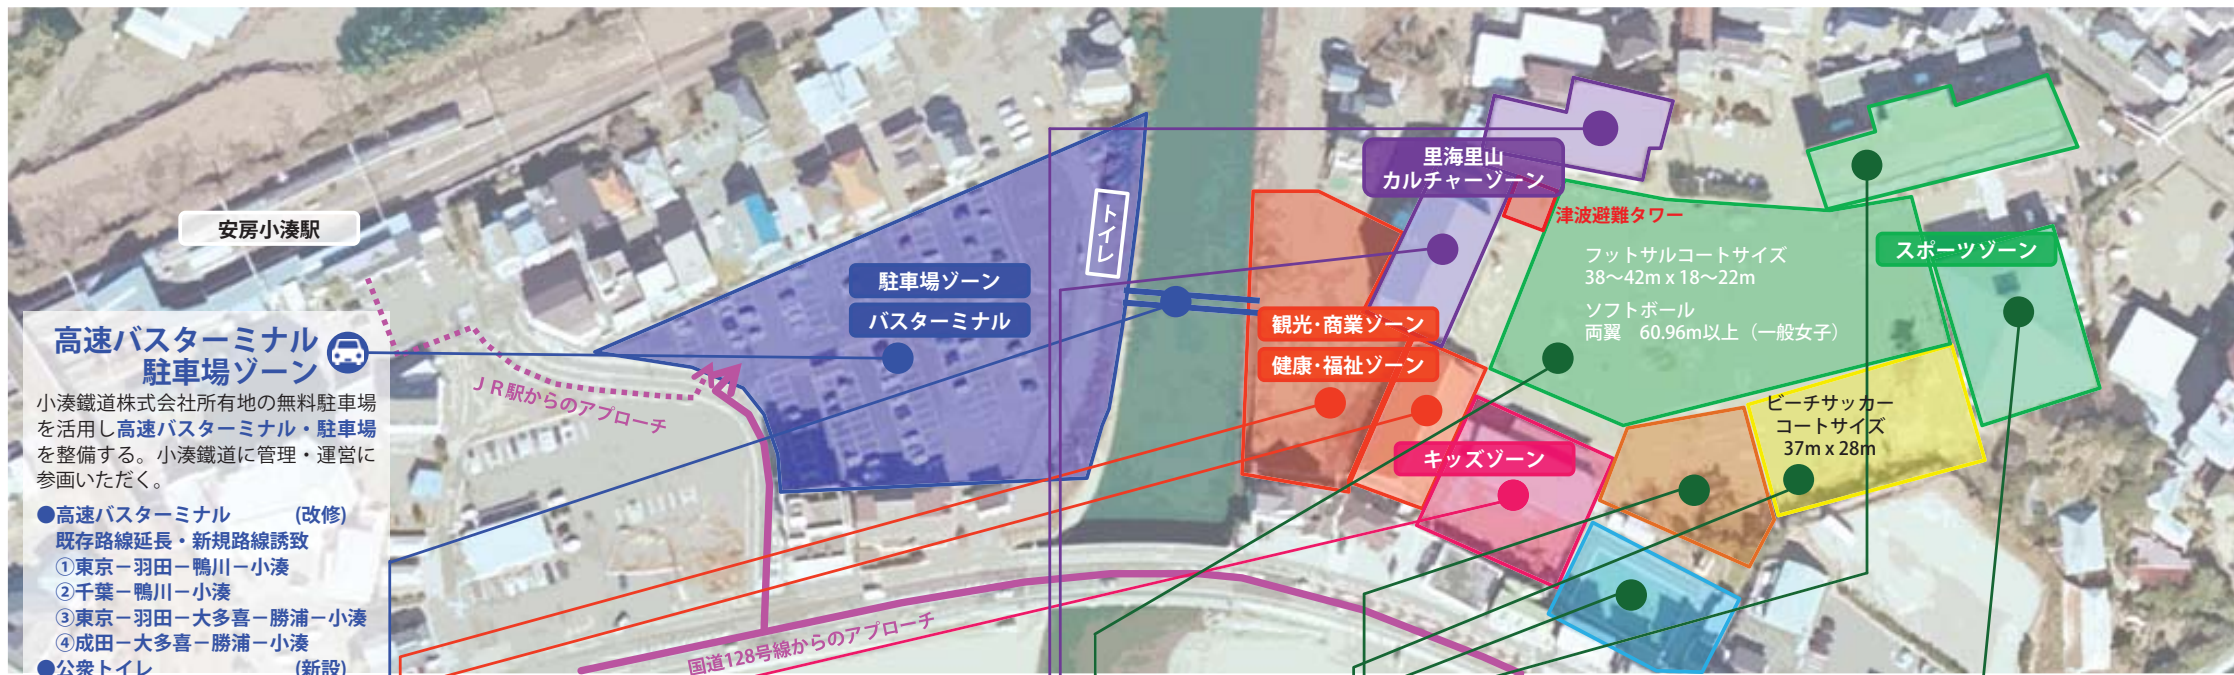 安房小湊駅
高速バスターミナル
駐車場ゾーン
小湊鐵道株式会社所有地の無料駐車場
を活用し高速バスターミナル・駐車場
を整備する。小湊鐵道に管理・運営に
参画いただく。
●高速バスターミナル (改修)
既存路線延長・新規路線誘致
①東京－羽田－鴨川－小湊
②千葉－鴨川－小湊
③東京－羽田－大多喜－勝浦－小湊
④成田－大多喜－勝浦－小湊
●公衆トイレ (新設)
ＪＲ駅からのアプローチ
国道128号線からのアプローチ
駐車場ゾーン
バスターミナル
トイレ
里海里山
カルチャーゾーン
津波避難タワー
観光・商業ゾーン
健康・福祉ゾーン
キッズゾーン
フットサルコートサイズ
38～42m x 18～22m
ソフトボール
両翼　60.96m以上（一般女子）
スポーツゾーン
ビーチサッカー
コートサイズ
37m x 28m